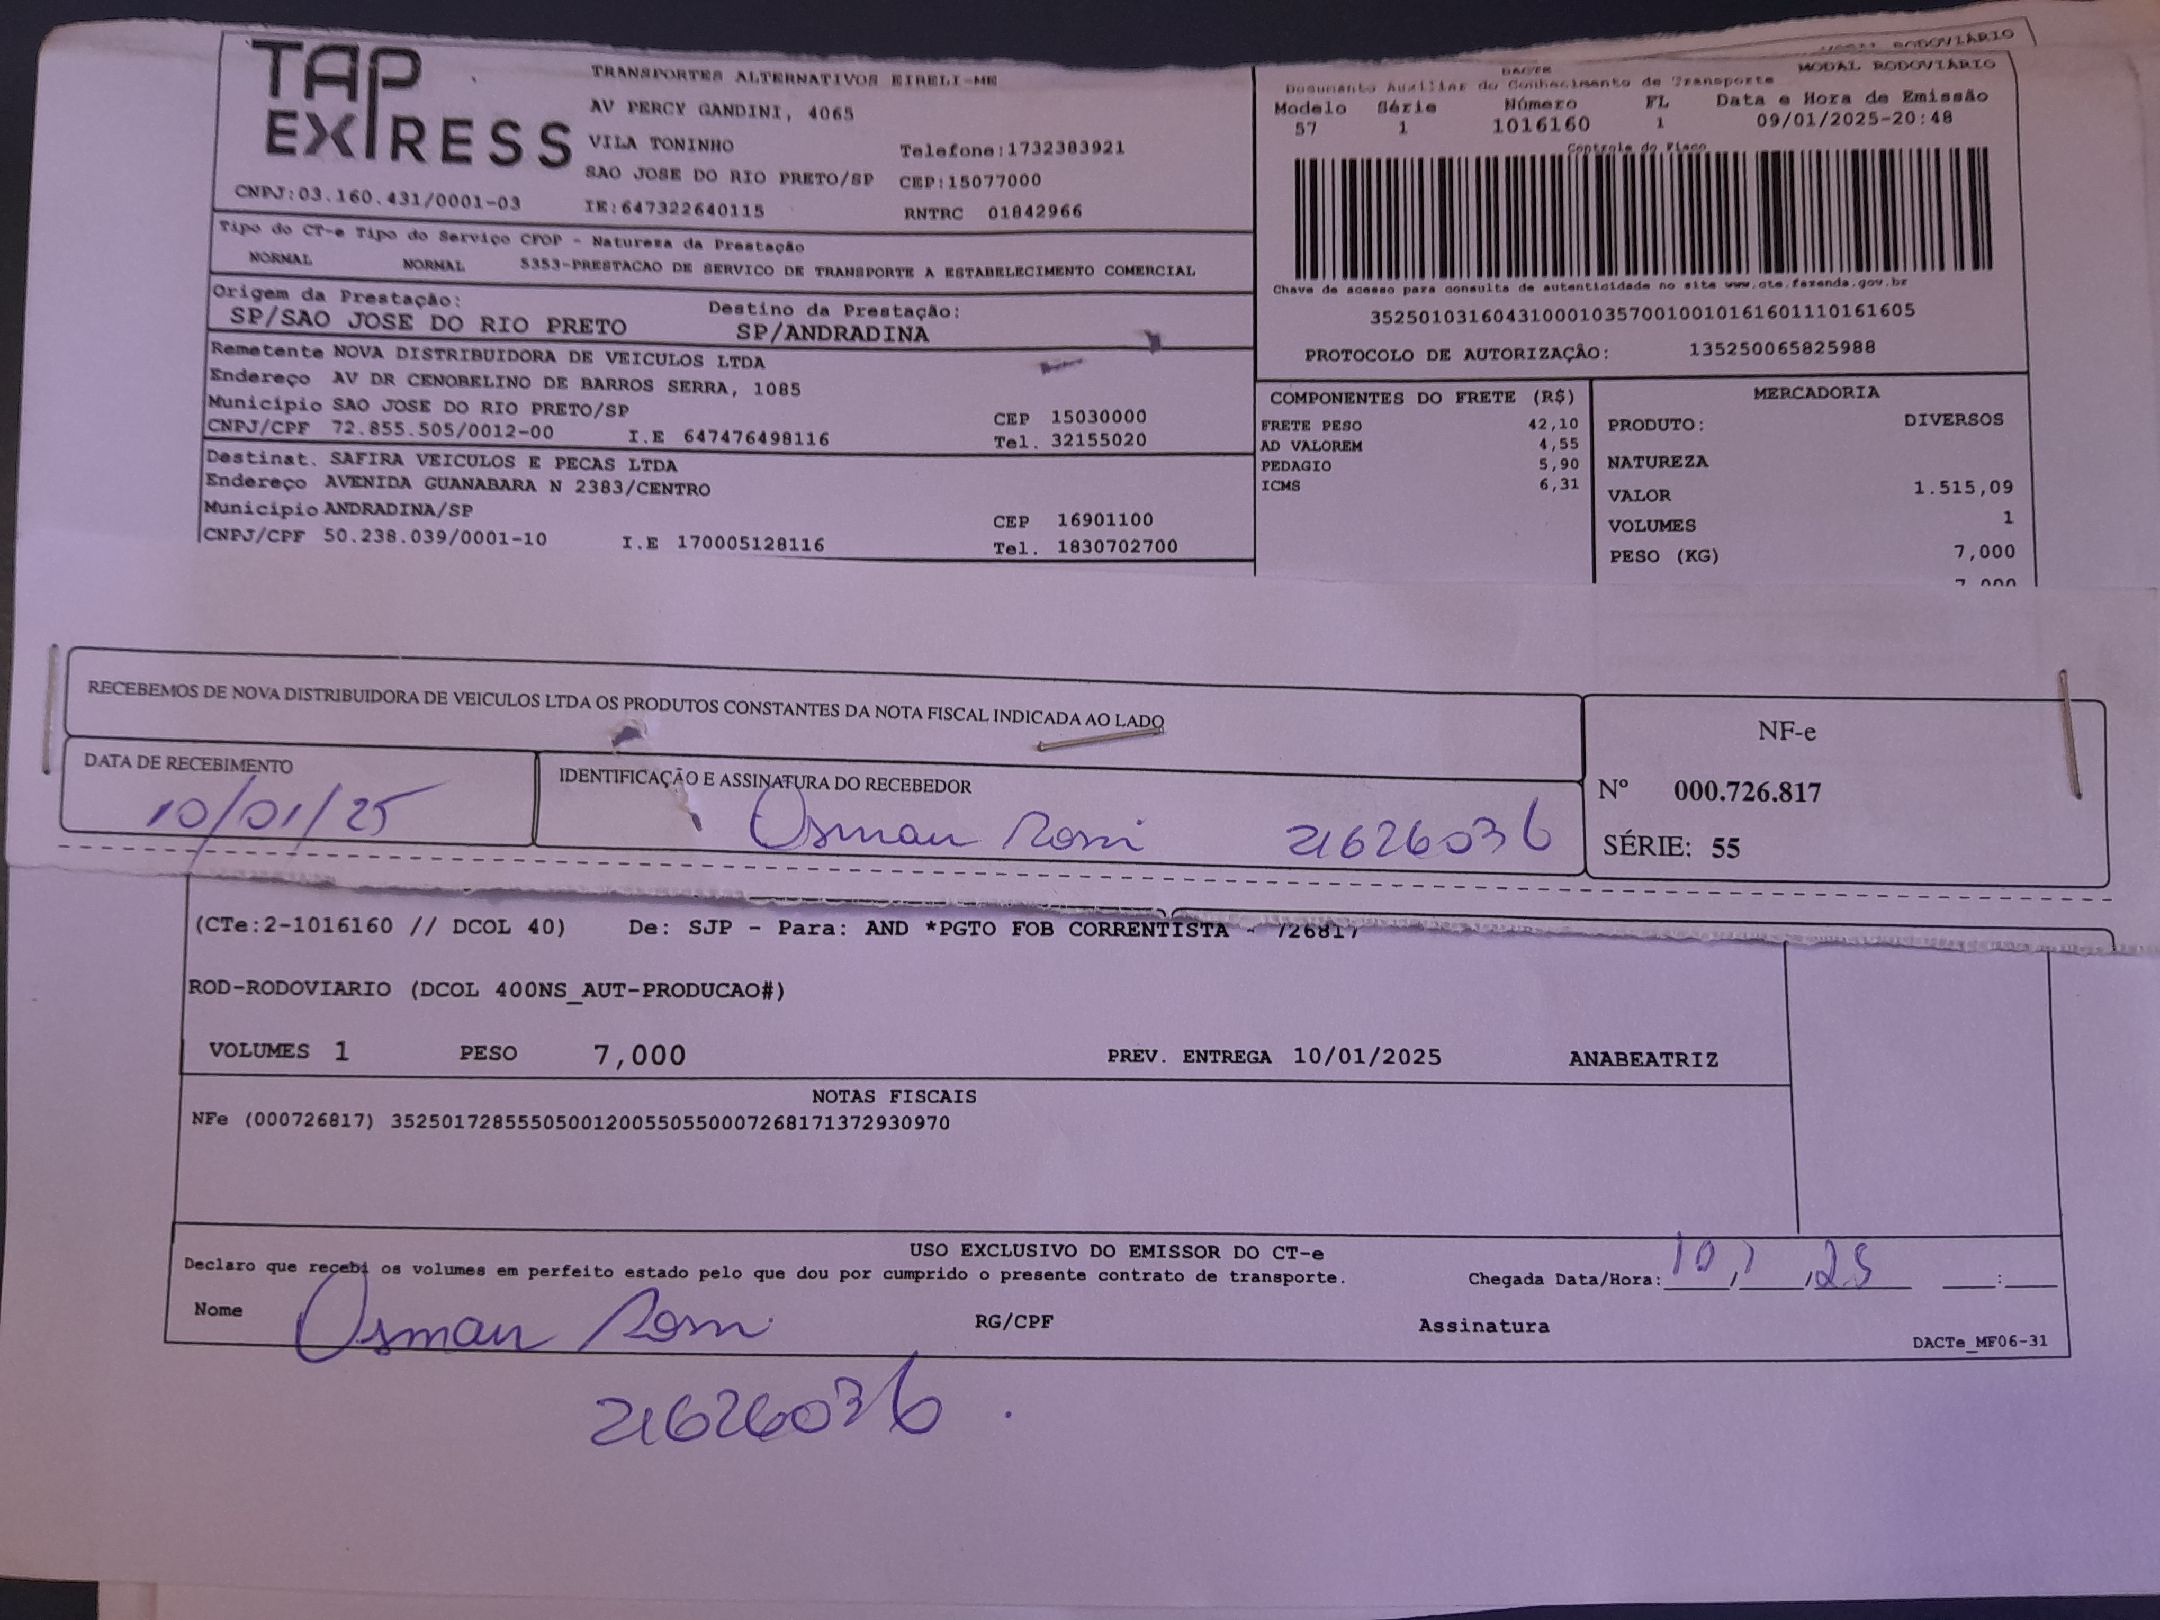 MODAL RODOVIÁRIO
TAP EXPRESS
TRANSPORTES ALTERNATIVOS EIRELI-ME
AV PERCY GANDINI, 4065
VILA TONINHO Telefone:1732383921
SAO JOSE DO RIO PRETO/SP CEP:15077000
CNPJ:03.160.431/0001-03 IE:647322640115 RNTRC 01842966
DACTE MODAL RODOVIÁRIO
Documento Auxiliar do Conhecimento de Transporte
Modelo Série Número FL Data e Hora de Emissão
57 1 1016160 1 09/01/2025-20:48
Controle do Fisco
Chave de acesso para consulta de autenticidade no site www.cte.fazenda.gov.br
35250103160431000103570010010161601110161605
PROTOCOLO DE AUTORIZAÇÃO: 135250065825988
Tipo do CT-e Tipo do Serviço CFOP - Natureza da Prestação
NORMAL NORMAL 5353-PRESTACAO DE SERVICO DE TRANSPORTE A ESTABELECIMENTO COMERCIAL
Origem da Prestação: Destino da Prestação:
SP/SAO JOSE DO RIO PRETO SP/ANDRADINA
Remetente NOVA DISTRIBUIDORA DE VEICULOS LTDA
Endereço AV DR CENOBELINO DE BARROS SERRA, 1085
Município SAO JOSE DO RIO PRETO/SP CEP 15030000
CNPJ/CPF 72.855.505/0012-00 I.E 647476498116 Tel. 32155020
Destinat. SAFIRA VEICULOS E PECAS LTDA
Endereço AVENIDA GUANABARA N 2383/CENTRO
Município ANDRADINA/SP CEP 16901100
CNPJ/CPF 50.238.039/0001-10 I.E 170005128116 Tel. 1830702700
COMPONENTES DO FRETE (R$)
FRETE PESO 42,10
AD VALOREM 4,55
PEDAGIO 5,90
ICMS 6,31
MERCADORIA
PRODUTO: DIVERSOS
NATUREZA
VALOR 1.515,09
VOLUMES 1
PESO (KG) 7,000
7,000
RECEBEMOS DE NOVA DISTRIBUIDORA DE VEICULOS LTDA OS PRODUTOS CONSTANTES DA NOTA FISCAL INDICADA AO LADO
DATA DE RECEBIMENTO
10/01/25
IDENTIFICAÇÃO E ASSINATURA DO RECEBEDOR
Osman Rossi 21626036
NF-e
Nº 000.726.817
SÉRIE: 55
(CTe:2-1016160 // DCOL 40) De: SJP - Para: AND *PGTO FOB CORRENTISTA - 726817
ROD-RODOVIARIO (DCOL 400NS_AUT-PRODUCAO#)
VOLUMES 1 PESO 7,000 PREV. ENTREGA 10/01/2025 ANABEATRIZ
NOTAS FISCAIS
NFe (000726817) 35250172855505001200550550007268171372930970
USO EXCLUSIVO DO EMISSOR DO CT-e
Declaro que recebi os volumes em perfeito estado pelo que dou por cumprido o presente contrato de transporte. Chegada Data/Hora: 10 / 1 / 25 :
Nome Osman Rossi RG/CPF Assinatura
DACTe_MF06-31
21626036